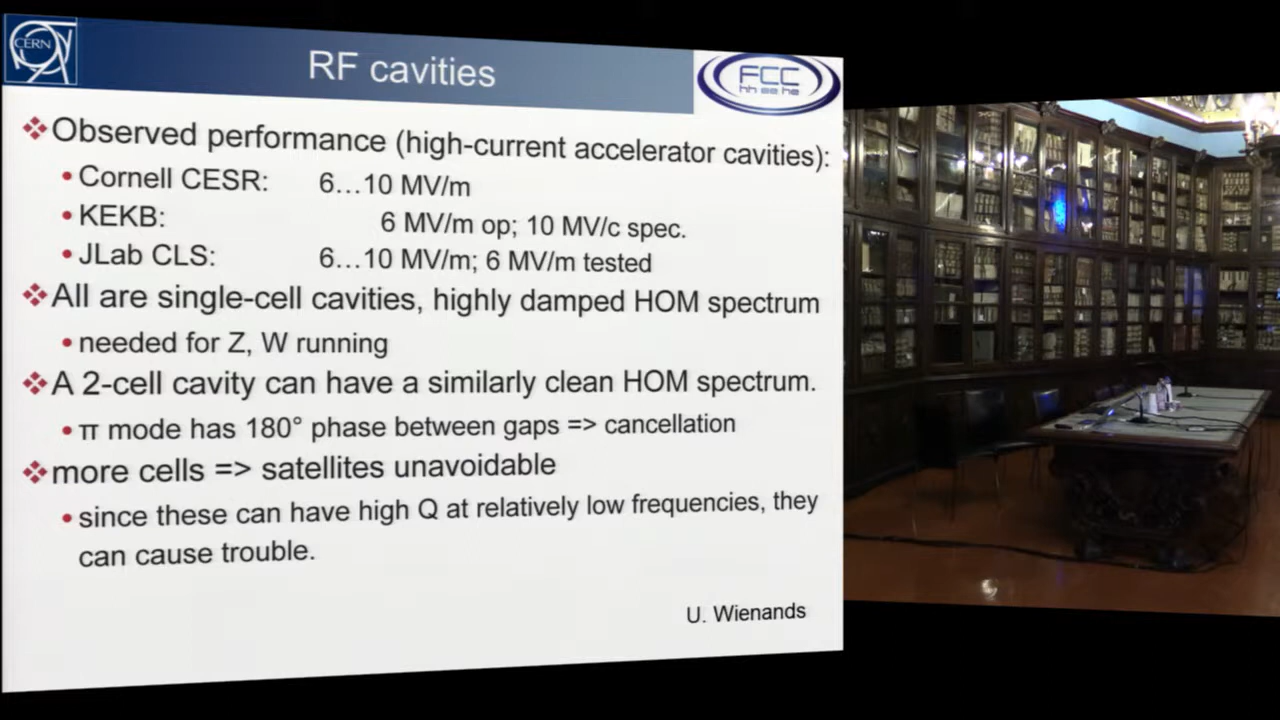 CERN
RF cavities
FCC
hh ee he
❖Observed performance (high-current accelerator cavities):
•Cornell CESR: 6…10 MV/m
•KEKB: 6 MV/m op; 10 MV/c spec.
•JLab CLS: 6…10 MV/m; 6 MV/m tested
❖All are single-cell cavities, highly damped HOM spectrum
•needed for Z, W running
❖A 2-cell cavity can have a similarly clean HOM spectrum.
•π mode has 180° phase between gaps => cancellation
❖more cells => satellites unavoidable
•since these can have high Q at relatively low frequencies, they
can cause trouble.
U. Wienands